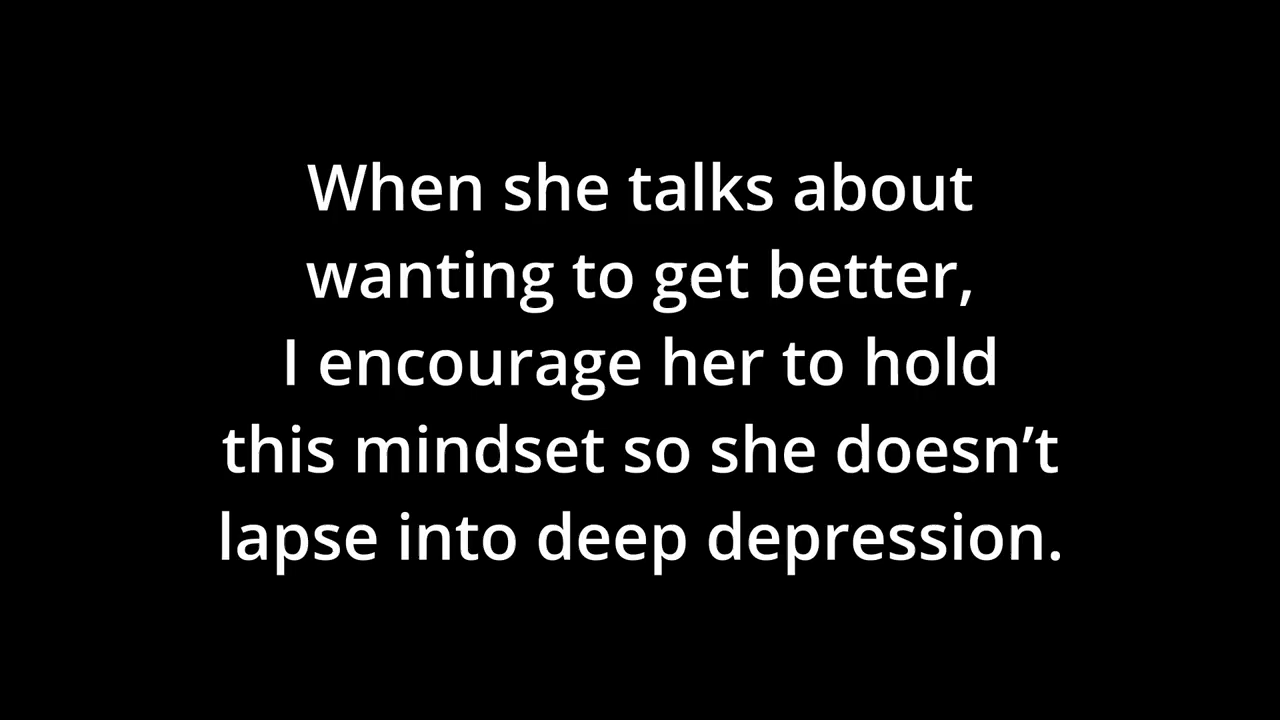 When she talks about
wanting to get better,
I encourage her to hold
this mindset so she doesn’t
lapse into deep depression.